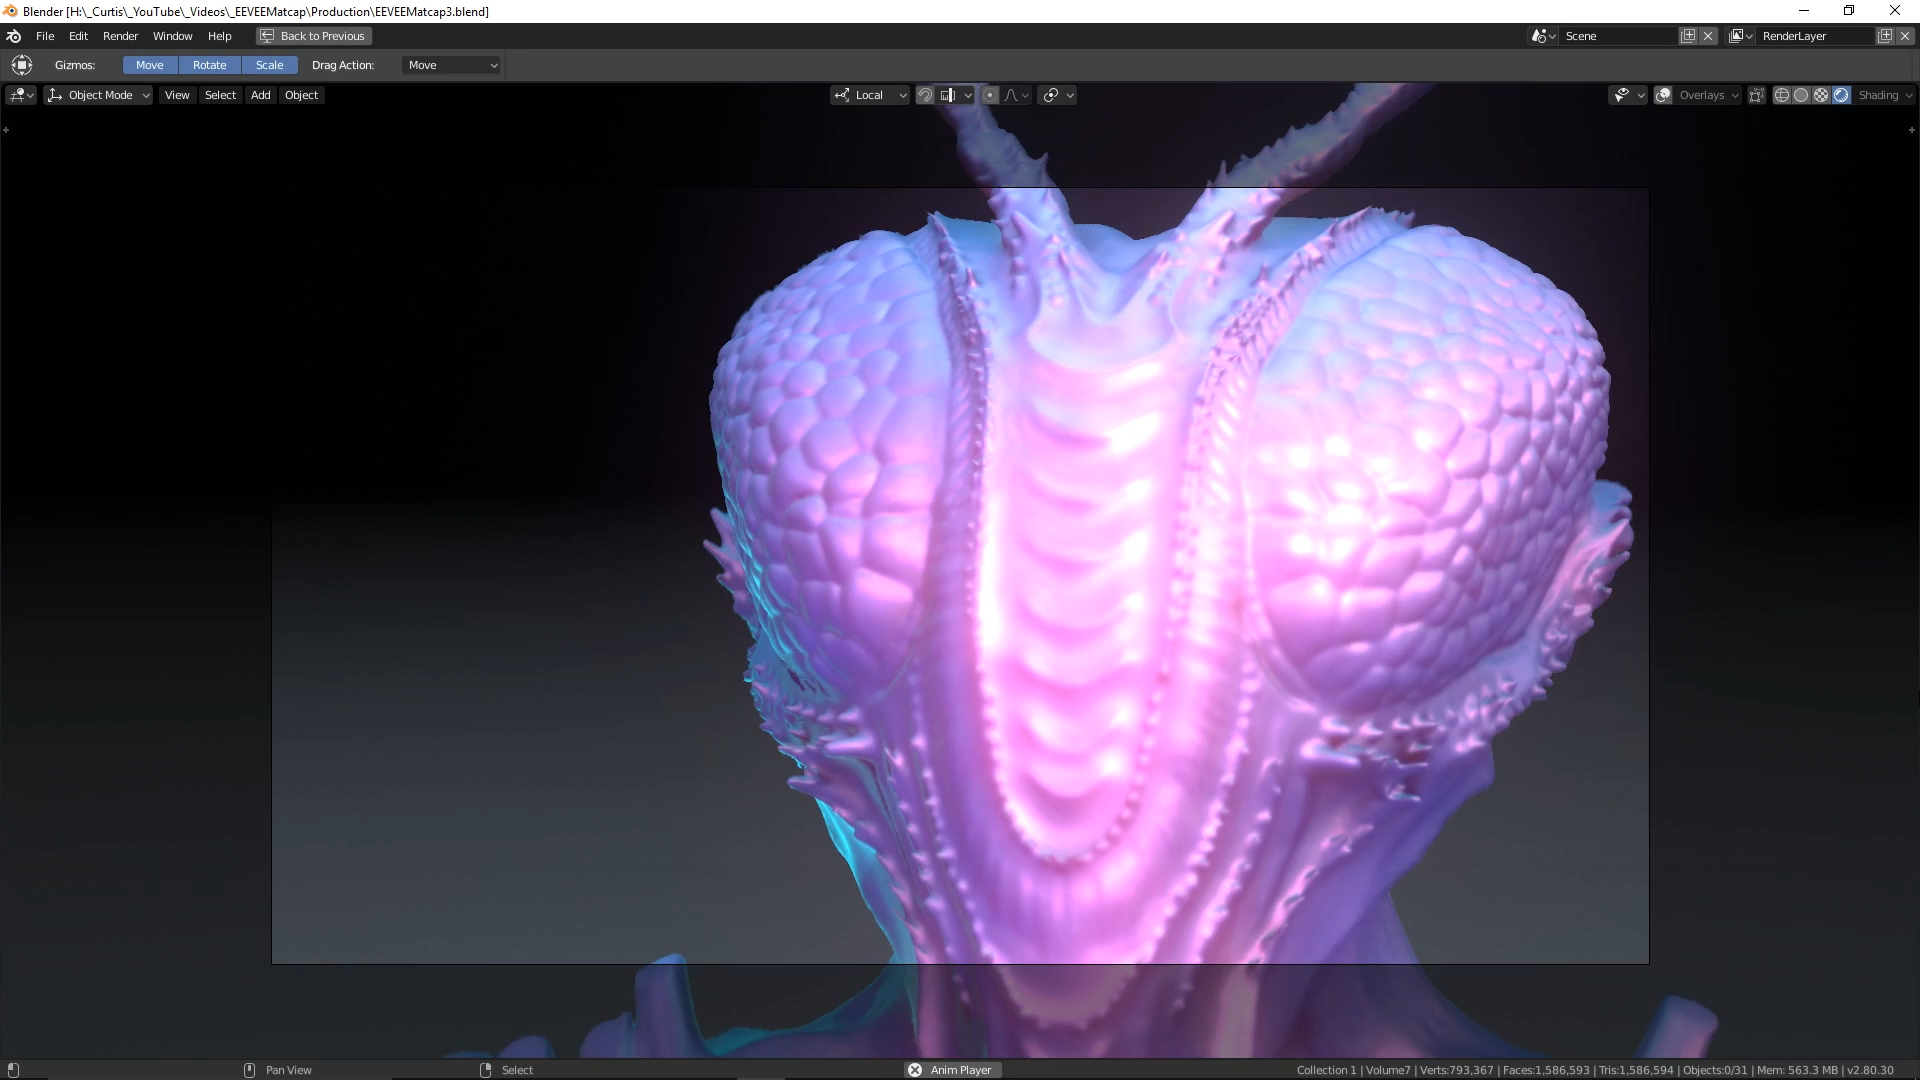 Blender [H:\_Curtis\_YouTube\_Videos\_EEVEEMatcap\Production\EEVEEMatcap3.blend]
File Edit Render Window Help Back to Previous Scene RenderLayer
Gizmos: Move Rotate Scale Drag Action: Move
Object Mode View Select Add Object Local Overlays Shading
Pan View Select Anim Player Collection 1 | Volume7 | Verts:793,367 | Faces:1,586,593 | Tris:1,586,594 | Objects:0/31 | Mem: 563.3 MB | v2.80.30